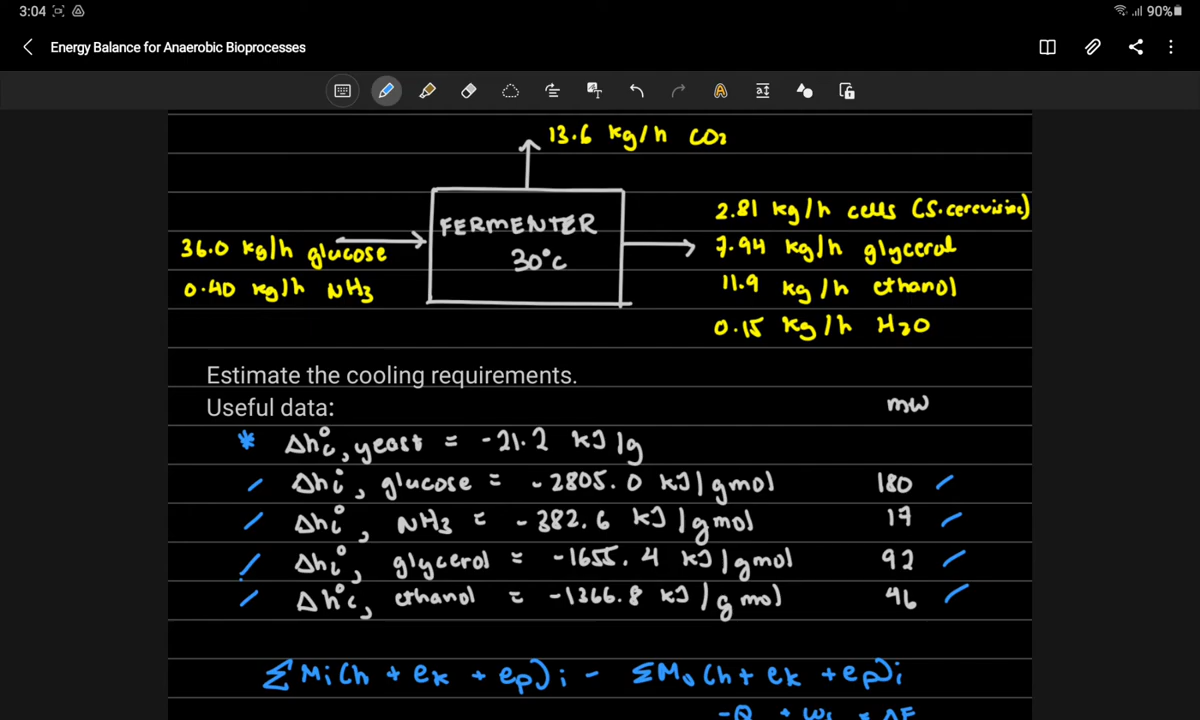 3:04 90%
Energy Balance for Anaerobic Bioprocesses
13.6 kg/h CO2
36.0 kg/h glucose
0.40 kg/h NH3
FERMENTER
30°C
2.81 kg/h cells (S.cerevisiae)
7.94 kg/h glycerol
11.9 kg/h ethanol
0.15 kg/h H2O
Estimate the cooling requirements.
Useful data: MW
* Δh°c, yeast = -21.2 kJ/g
Δh°c, glucose = -2805.0 kJ/gmol 180
Δh°c, NH3 = -382.6 kJ/gmol 17
Δh°c, glycerol = -1655.4 kJ/gmol 92
Δh°c, ethanol = -1366.8 kJ/gmol 46
ΣMi(h + ek + ep)i - ΣMo(h + ek + ep)i
-Q + Ws = ΔE